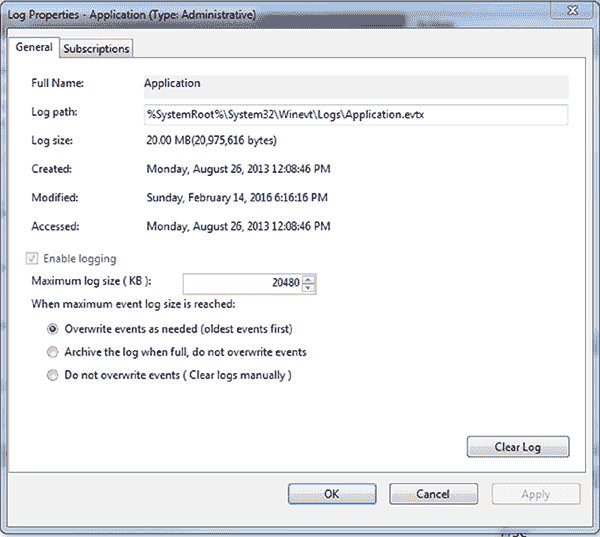 Log Properties - Application (Type: Administrative)
General Subscriptions
Full Name: Application
Log path: %SystemRoot%\System32\Winevt\Logs\Application.evtx
Log size: 20.00 MB(20,975,616 bytes)
Created: Monday, August 26, 2013 12:08:46 PM
Modified: Sunday, February 14, 2016 6:16:16 PM
Accessed: Monday, August 26, 2013 12:08:46 PM
Enable logging
Maximum log size ( KB ): 20480
When maximum event log size is reached:
Overwrite events as needed (oldest events first)
Archive the log when full, do not overwrite events
Do not overwrite events ( Clear logs manually )
Clear Log
OK Cancel Apply